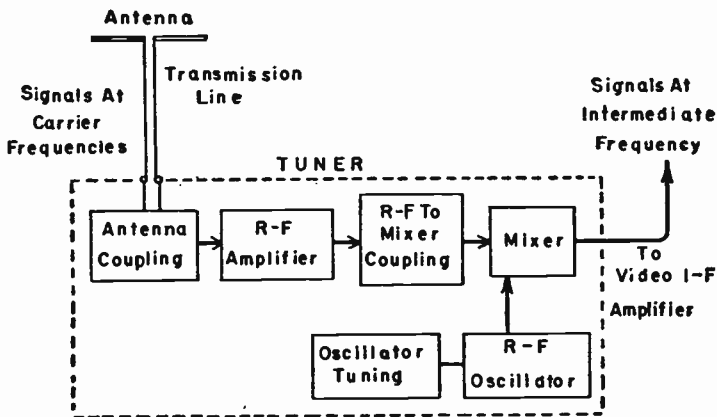 Antenna
Transmission
Line
Signals At
Carrier
Frequencies
Signals At
Intermediate
Frequency
TUNER
Antenna
Coupling
R-F
Amplifier
R-F To
Mixer
Coupling
Mixer
To
Video I-F
Amplifier
Oscillator
Tuning
R-F
Oscillator